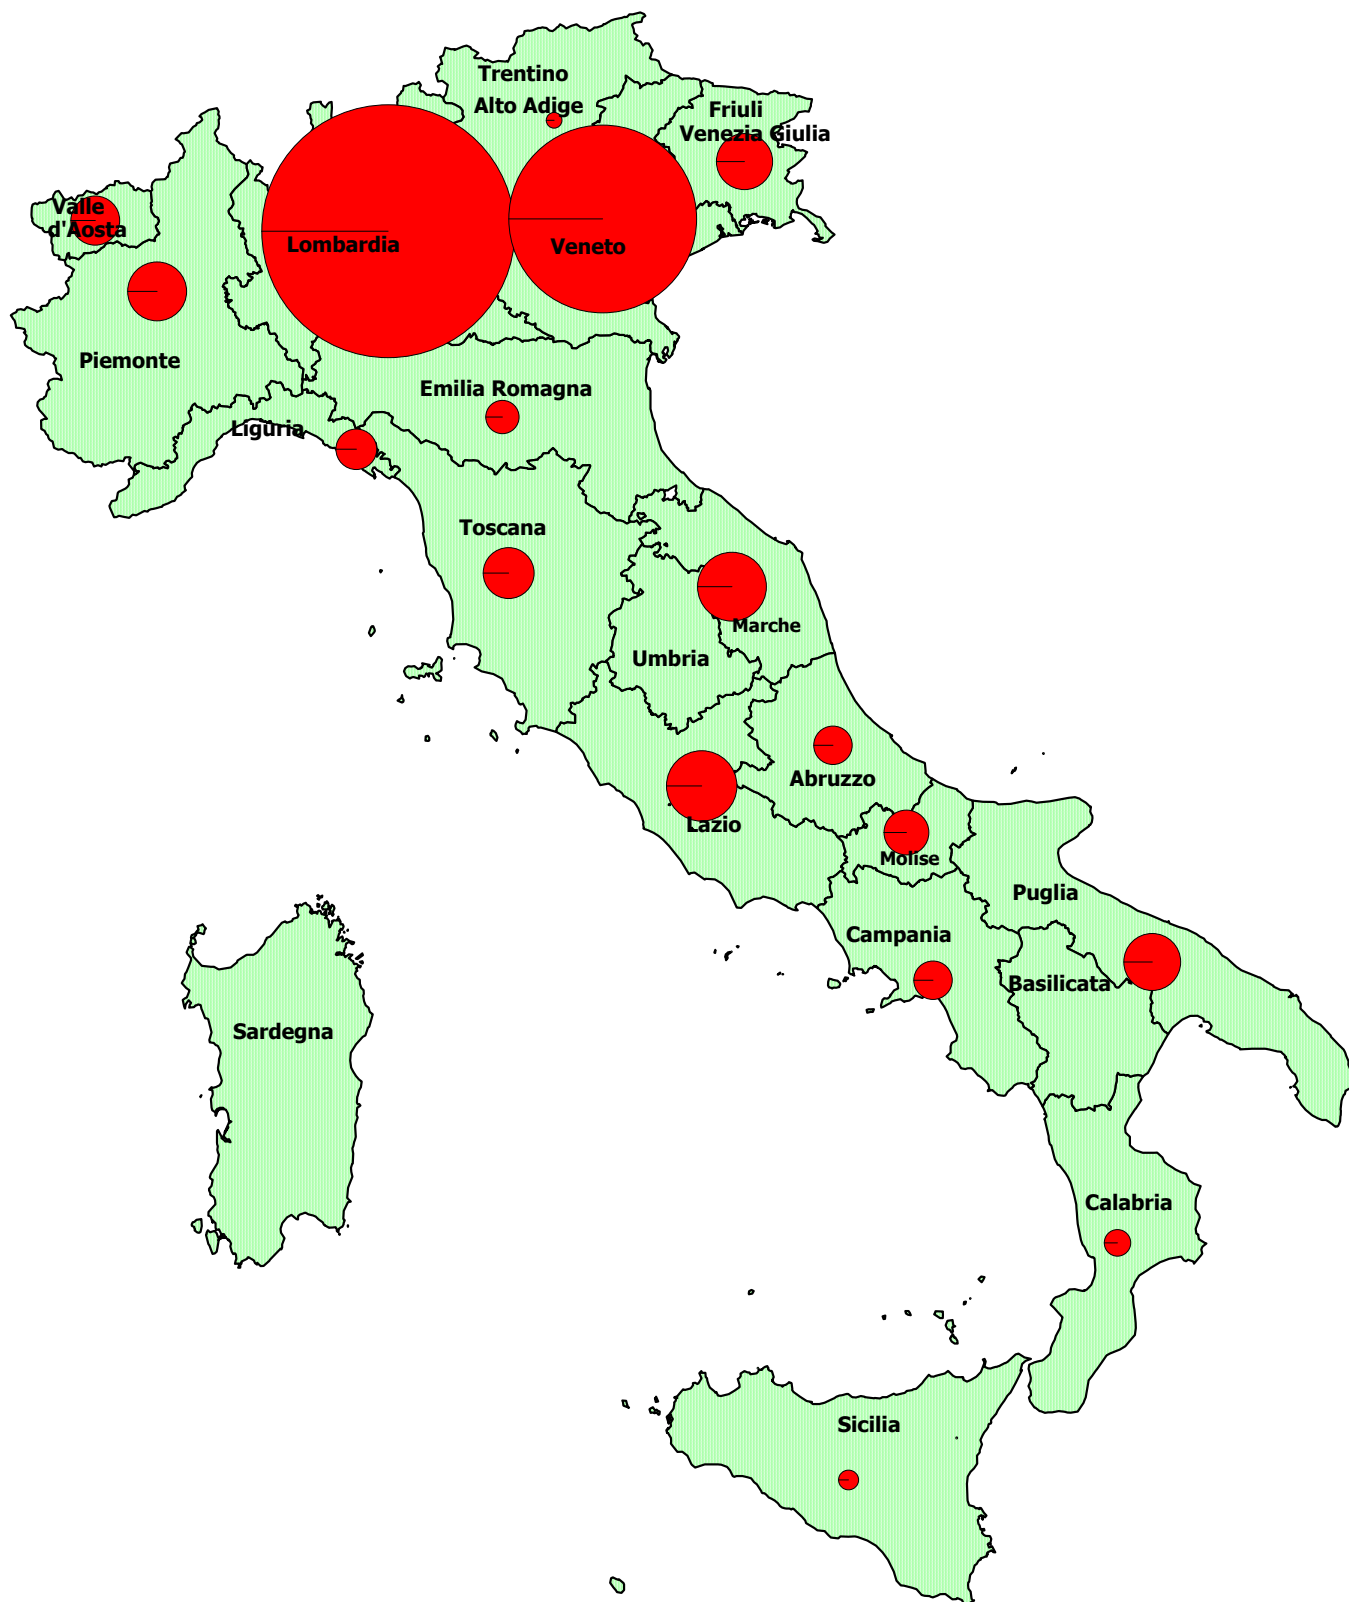 Trentino
Alto Adige
Friuli
Venezia Giulia
Valle
d'Aosta
Lombardia
Veneto
Piemonte
Emilia Romagna
Liguria
Toscana
Marche
Umbria
Abruzzo
Lazio
Molise
Puglia
Campania
Basilicata
Sardegna
Calabria
Sicilia